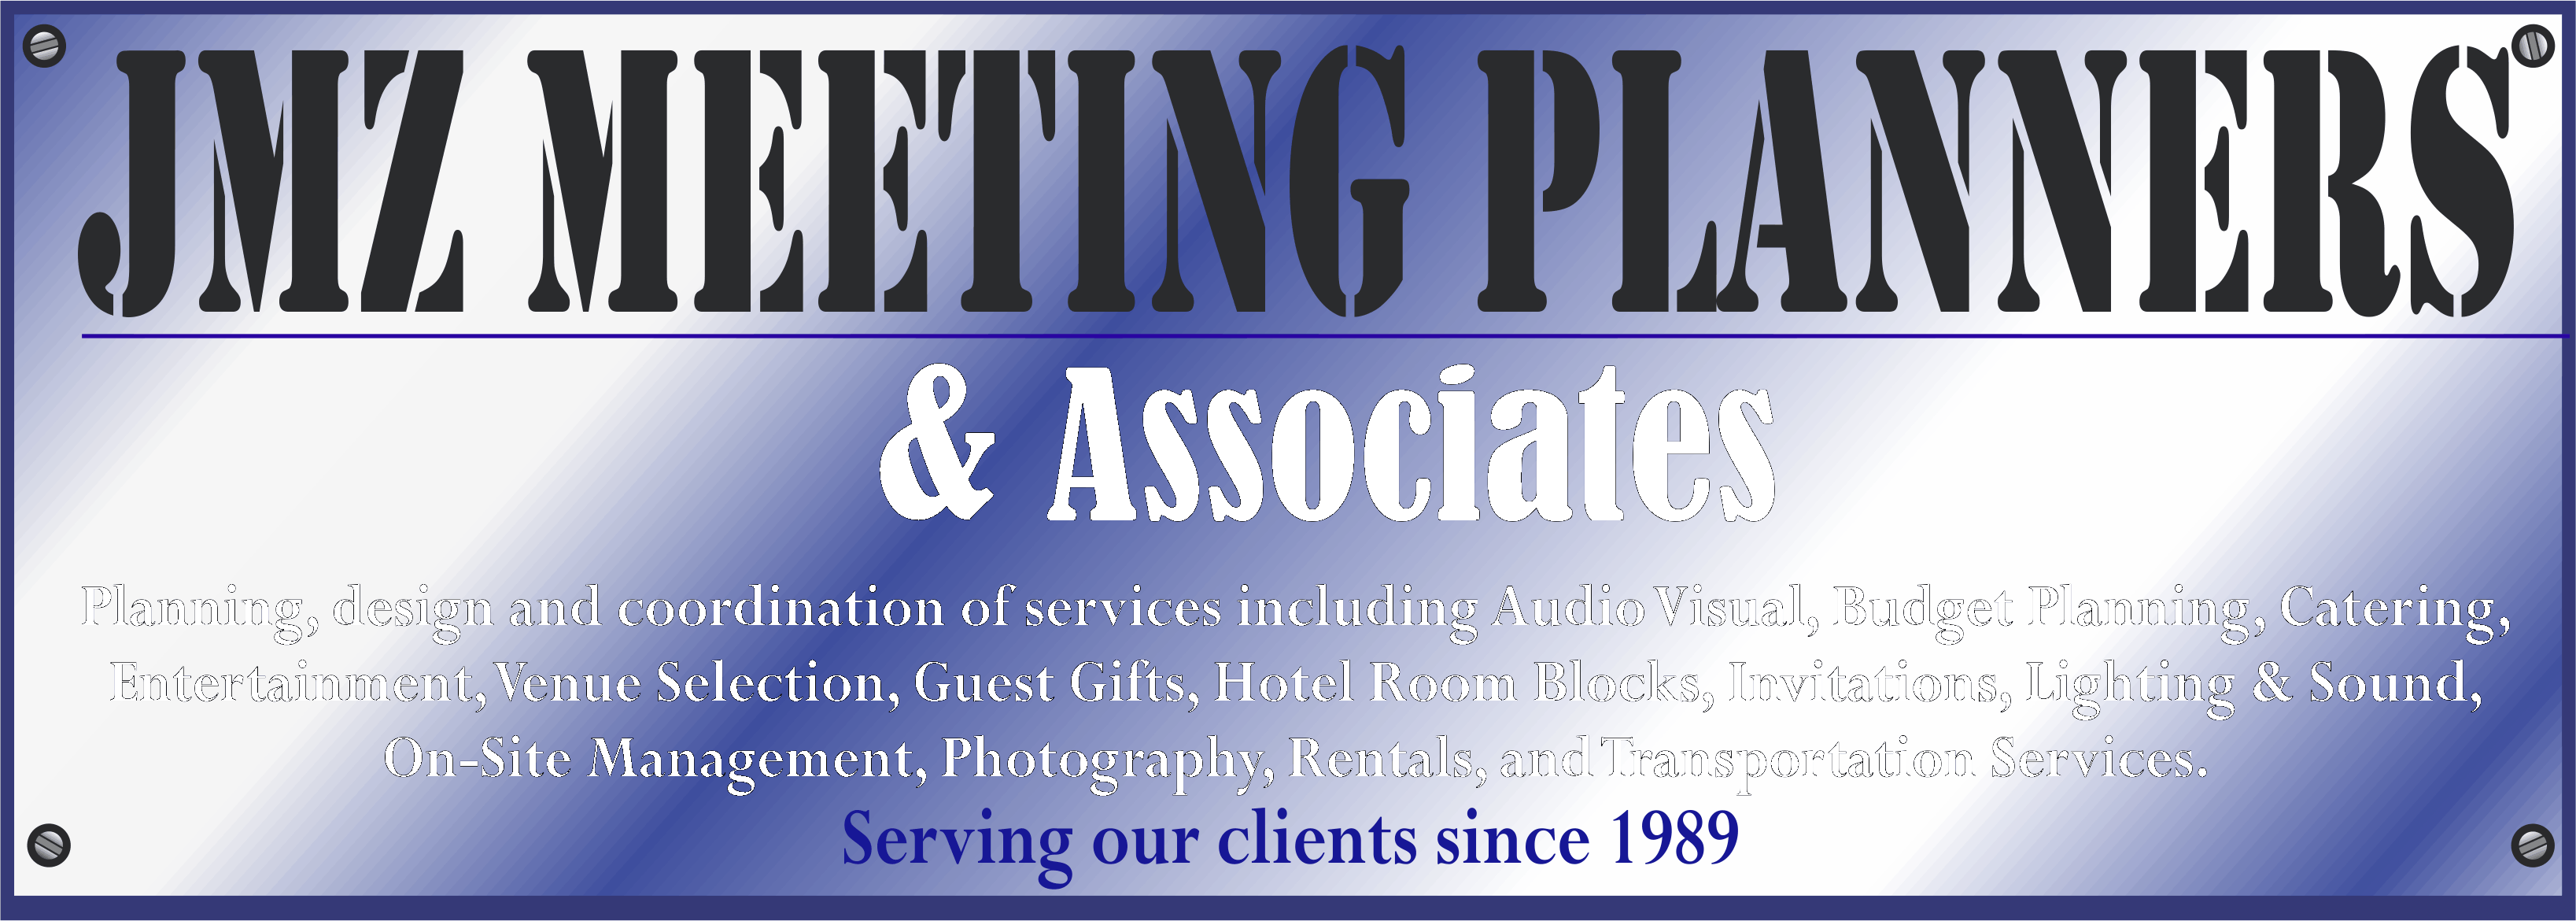 JMZ MEETING PLANNERS
& Associates
Planning, design and coordination of services including Audio Visual, Budget Planning, Catering,
Entertainment, Venue Selection, Guest Gifts, Hotel Room Blocks, Invitations, Lighting & Sound,
On-Site Management, Photography, Rentals, and Transportation Services.
Serving our clients since 1989